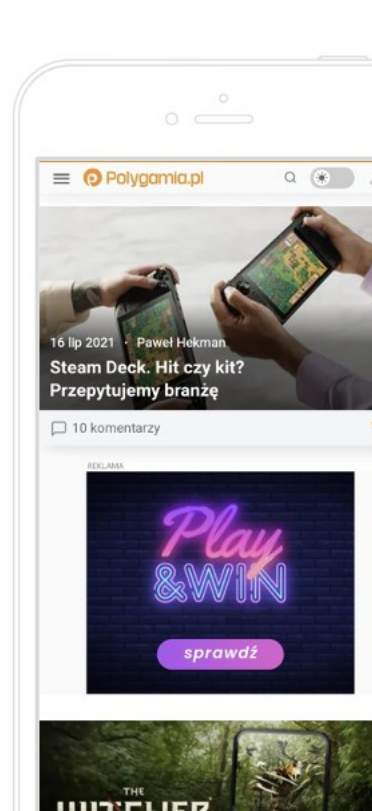 Polygamia.pl
16 lip 2021 · Paweł Hekman
Steam Deck. Hit czy kit?
Przepytujemy branżę
10 komentarzy
REKLAMA
Play
&WIN
sprawdź
THE
WITCHER